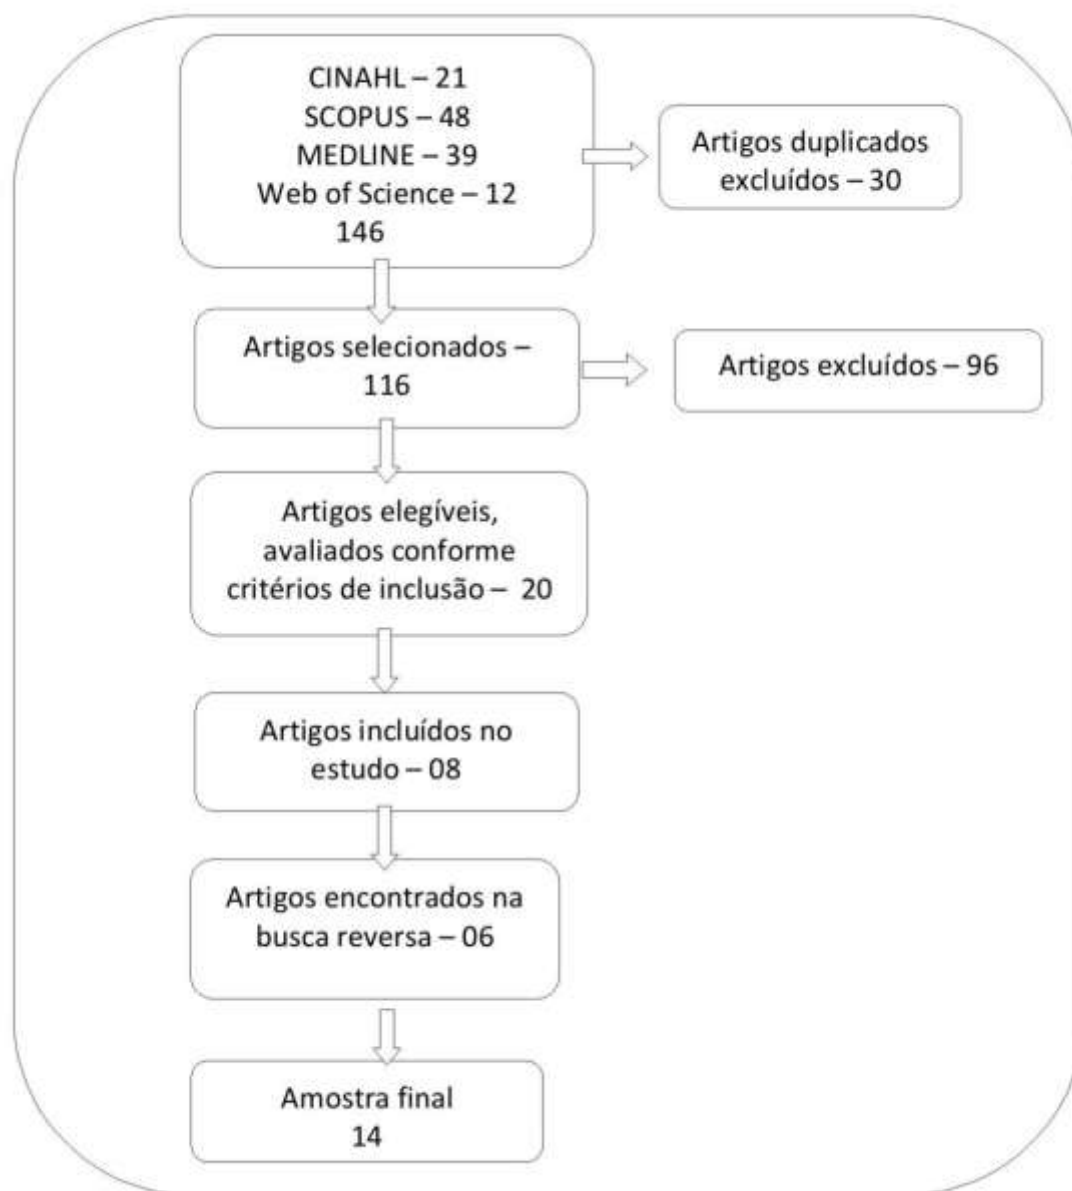 CINAHL – 21
SCOPUS – 48
MEDLINE – 39
Web of Science – 12
146
Artigos duplicados
excluídos – 30
Artigos selecionados –
116
Artigos excluídos – 96
Artigos elegíveis,
avaliados conforme
critérios de inclusão – 20
Artigos incluídos no
estudo – 08
Artigos encontrados na
busca reversa – 06
Amostra final
14